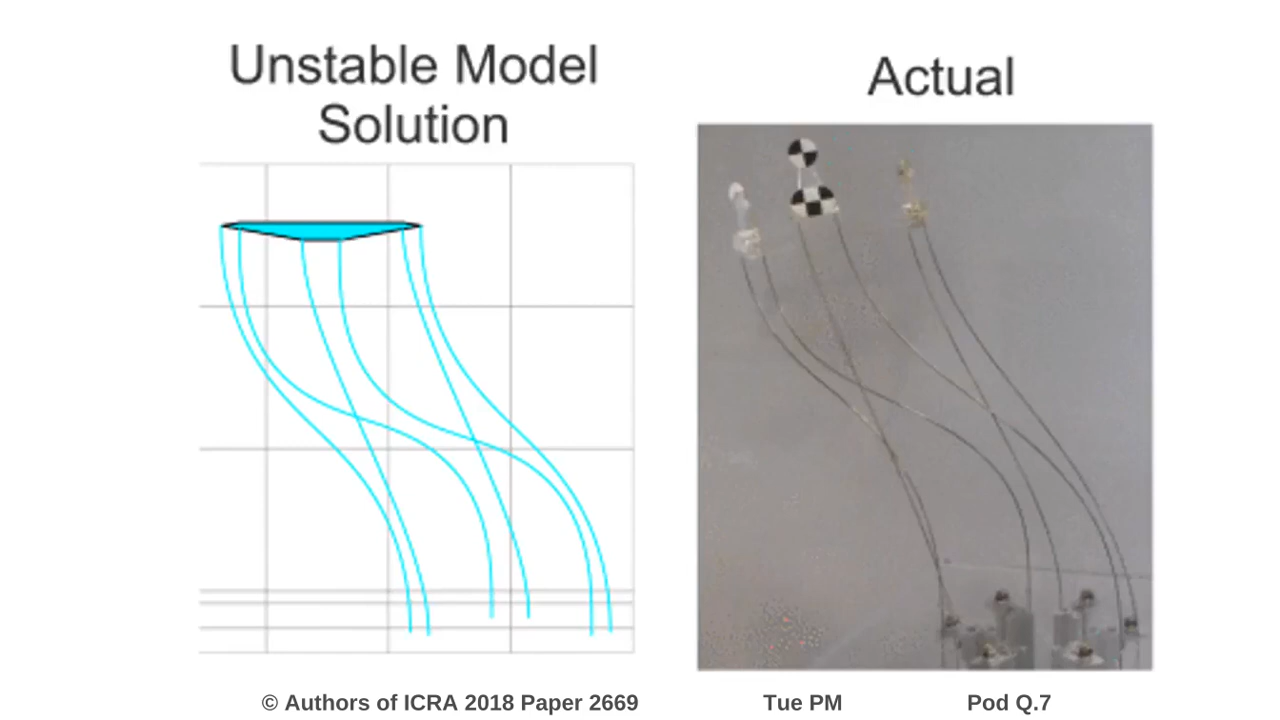 Unstable Model
Solution
Actual
© Authors of ICRA 2018 Paper 2669 Tue PM Pod Q.7